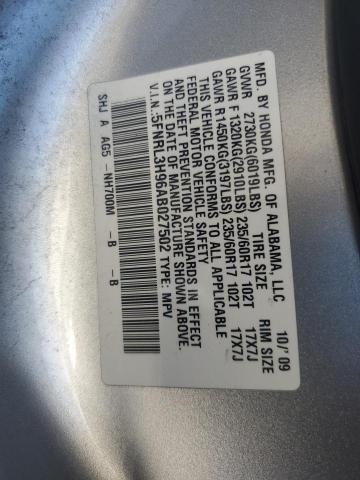 MFD. BY HONDA MFG. OF ALABAMA, LLC 10/'09
GVWR 2730KG(6019LBS) TIRE SIZE RIM SIZE
GAWR F 1320KG(2910LBS) 235/60R17 102T 17X7J
GAWR R 1450KG(3197LBS) 235/60R17 102T 17X7J
THIS VEHICLE CONFORMS TO ALL APPLICABLE
FEDERAL MOTOR VEHICLE SAFETY
AND THEFT PREVENTION STANDARDS IN EFFECT
ON THE DATE OF MANUFACTURE SHOWN ABOVE.
V.I.N.:5FNRL3H96AB027502 TYPE: MPV
SHJ A AG5 -NH700M -B -B